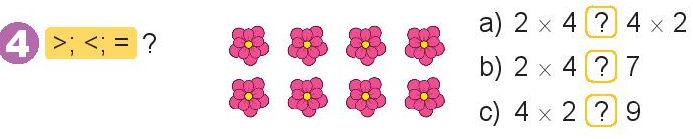 4 >; <; = ?
a) 2 × 4 ? 4 × 2
b) 2 × 4 ? 7
c) 4 × 2 ? 9